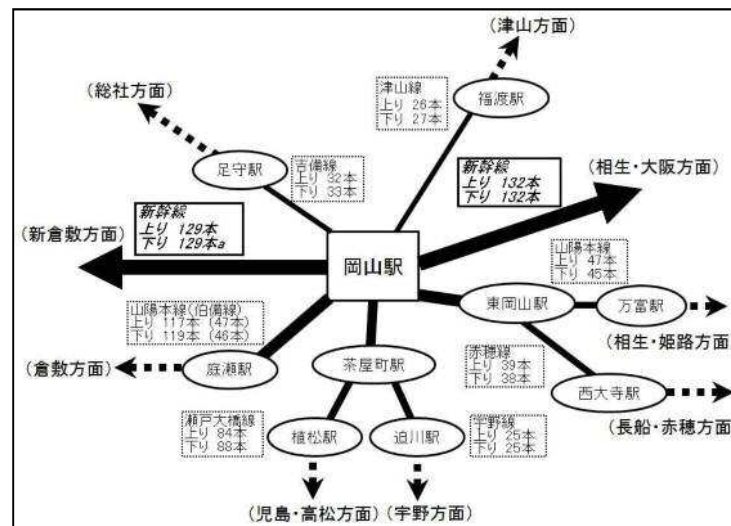 (津山方面)
津山線
上り 26本
下り 27本
福渡駅
(総社方面)
足守駅
吉備線
上り 32本
下り 33本
新幹線
上り 132本
下り 132本
(相生・大阪方面)
新幹線
上り 129本
下り 129本a
(新倉敷方面)
岡山駅
山陽本線
上り 47本
下り 45本
東岡山駅
万富駅
(相生・姫路方面)
山陽本線(伯備線)
上り 117本 (47本)
下り 119本 (46本)
(倉敷方面)
庭瀬駅
茶屋町駅
赤穂線
上り 39本
下り 38本
西大寺駅
(長船・赤穂方面)
瀬戸大橋線
上り 84本
下り 88本
植松駅
迫川駅
宇野線
上り 25本
下り 25本
(児島・高松方面)
(宇野方面)